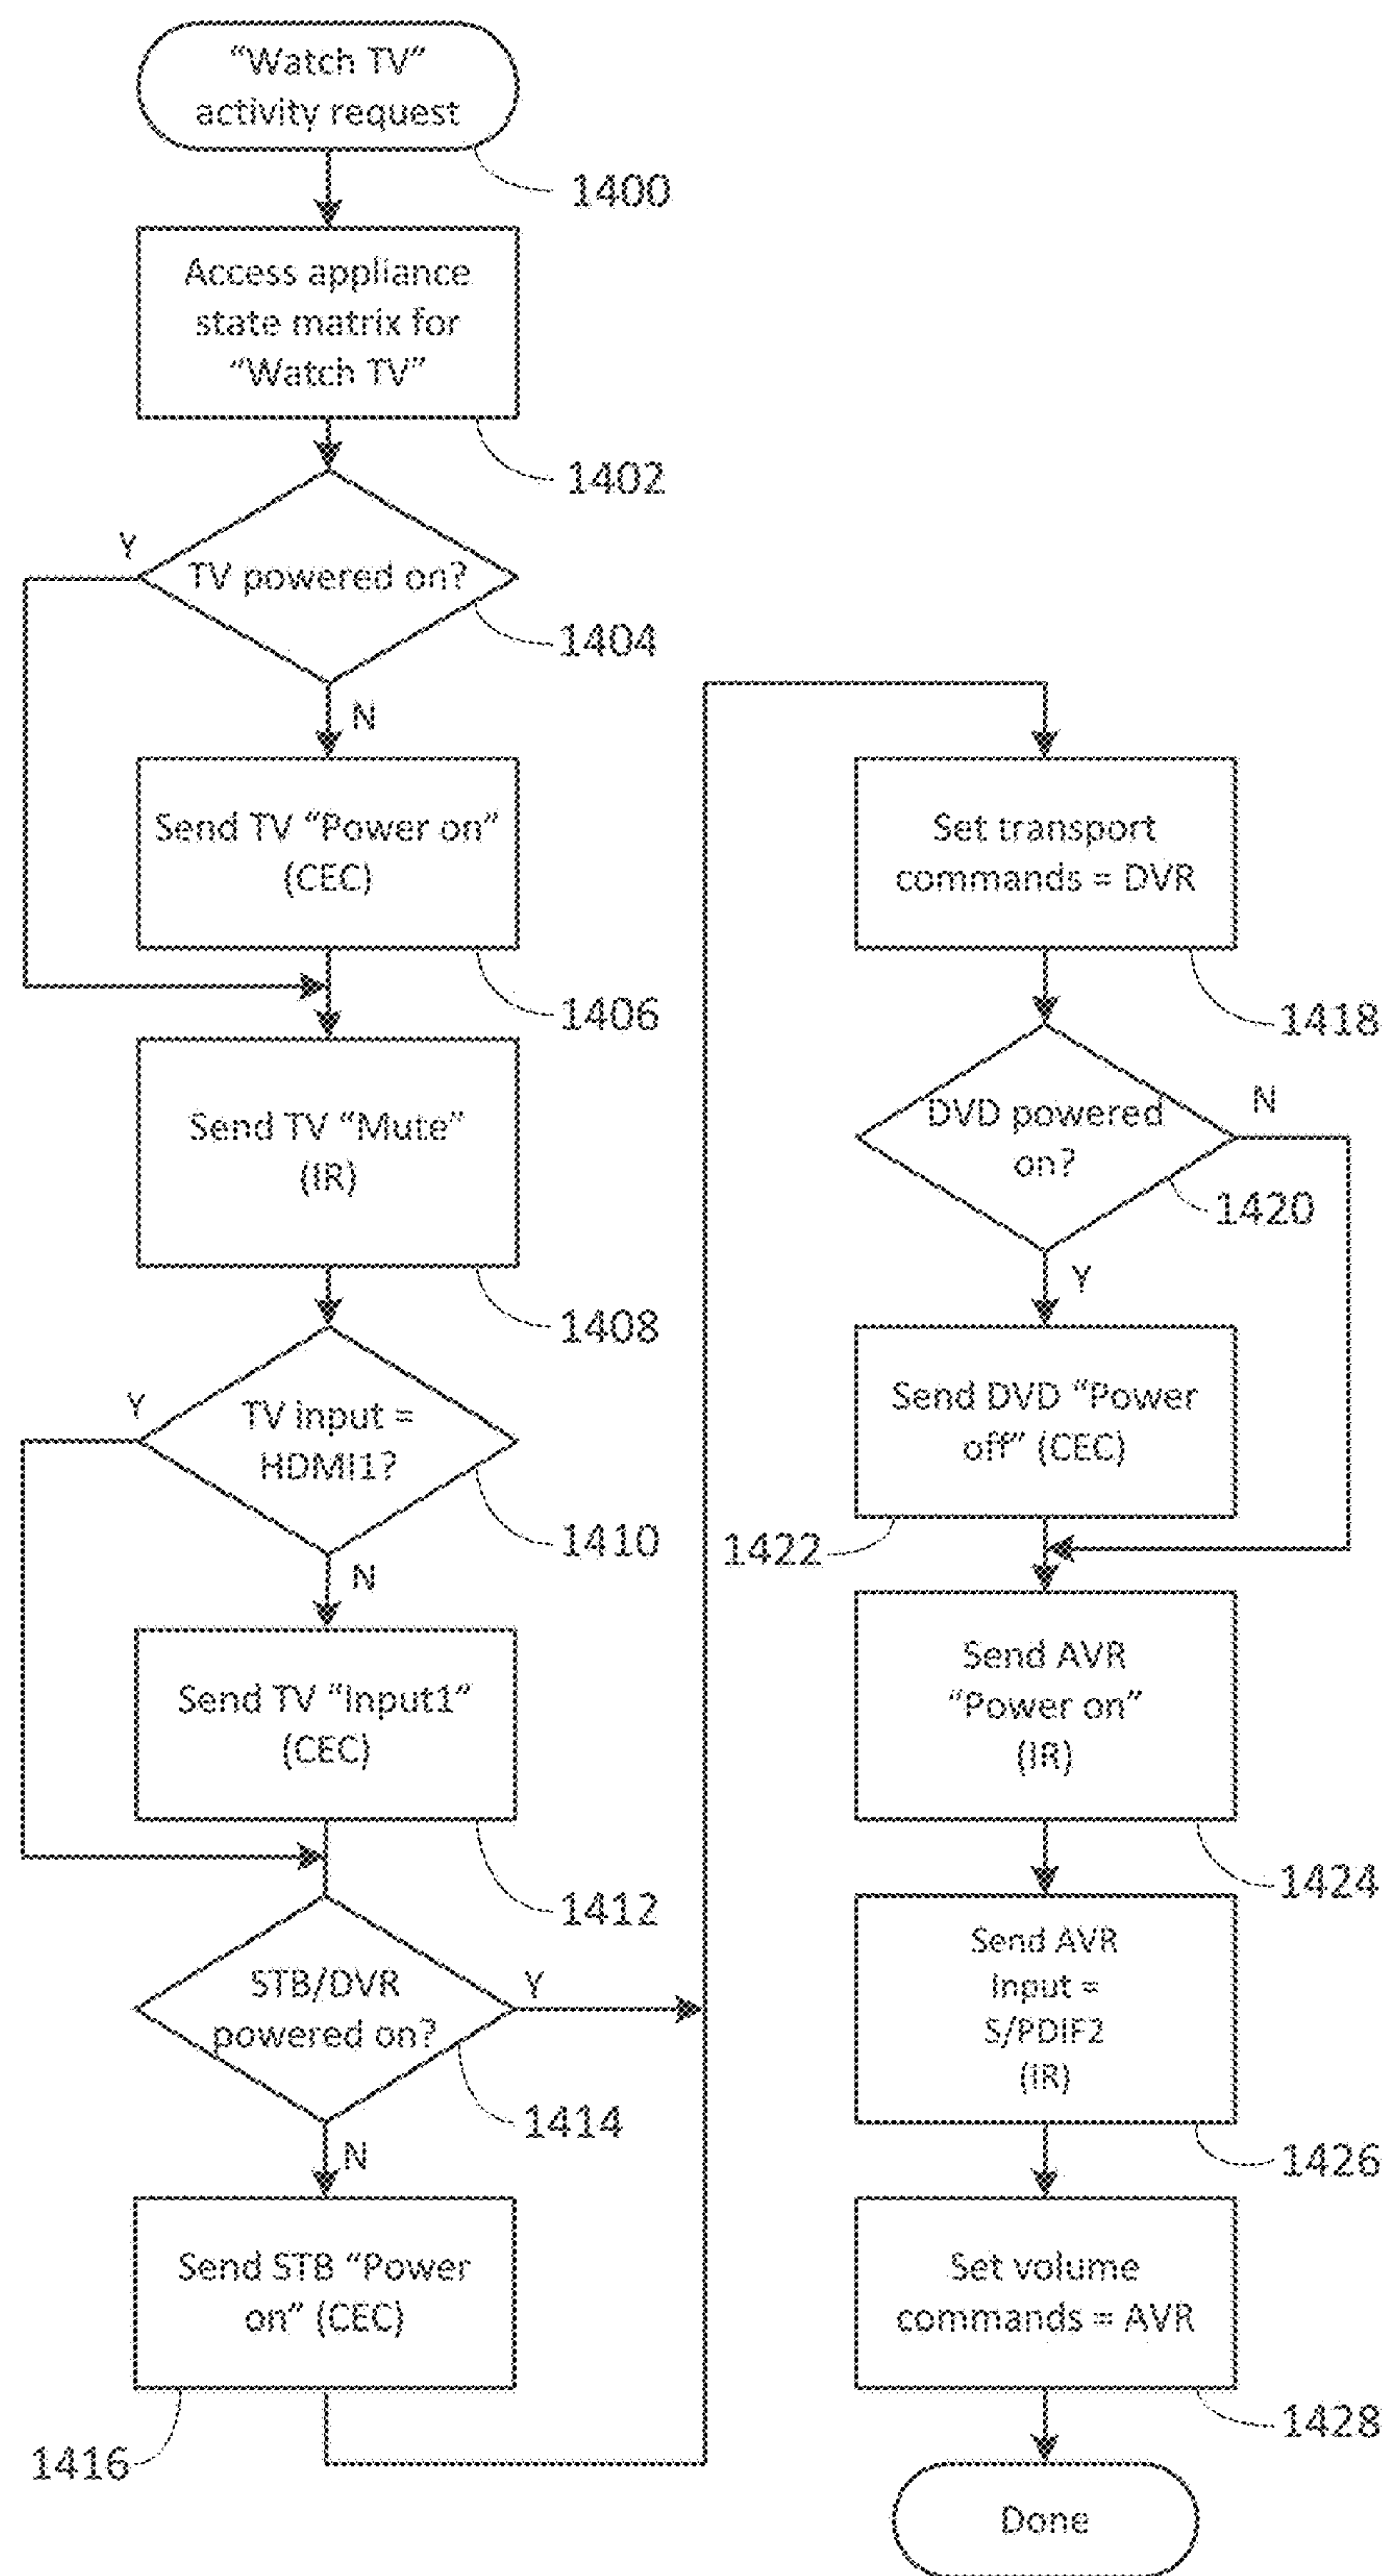 “Watch TV”
activity request
1400
Access appliance
state matrix for
“Watch TV”
1402
Y
TV powered on?
1404
N
Send TV “Power on”
(CEC)
1406
Send TV “Mute”
(IR)
1408
Y
TV input =
HDMI1?
1410
N
Send TV “Input1”
(CEC)
1412
STB/DVR
powered on?
Y
1414
N
Send STB “Power
on” (CEC)
1416
Set transport
commands = DVR
1418
DVD powered
on?
N
1420
Y
Send DVD “Power
off” (CEC)
1422
Send AVR
“Power on”
(IR)
1424
Send AVR
Input =
S/PDIF2
(IR)
1426
Set volume
commands = AVR
1428
Done